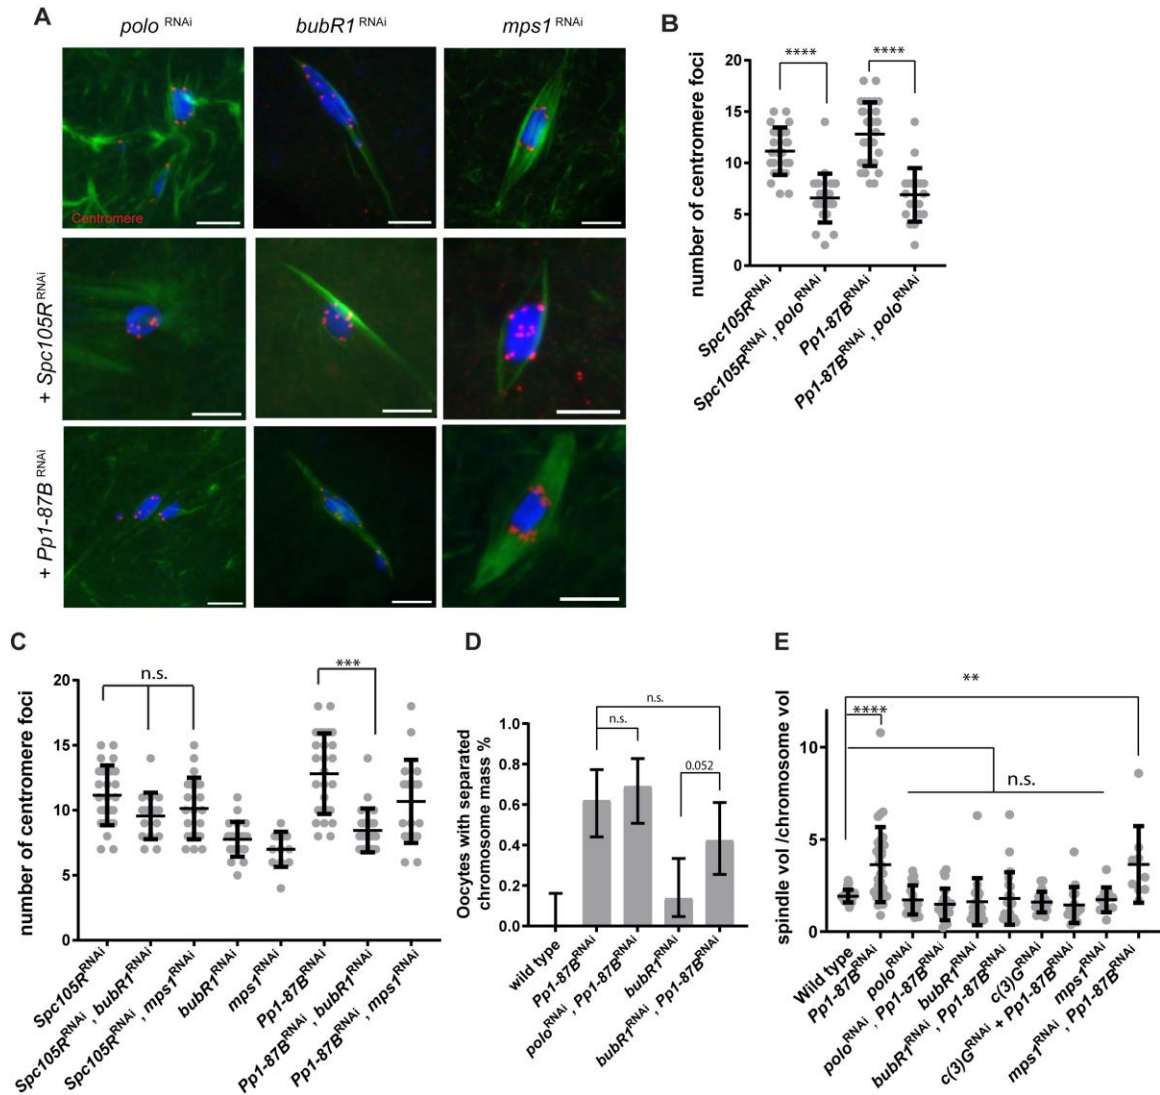 A
polo RNAi
bubR1 RNAi
mps1 RNAi
Centromere
+ Spc105R RNAi
+ Pp1-87B RNAi
B
number of centromere foci
20
15
10
5
0
****
****
Spc105R RNAi
Spc105R RNAi , polo RNAi
Pp1-87B RNAi
Pp1-87B RNAi , polo RNAi
C
number of centromere foci
20
15
10
5
0
n.s.
***
Spc105R RNAi
Spc105R RNAi , bubR1 RNAi
Spc105R RNAi , mps1 RNAi
bubR1 RNAi
mps1 RNAi
Pp1-87B RNAi
Pp1-87B RNAi , bubR1 RNAi
Pp1-87B RNAi , mps1 RNAi
D
Oocytes with separated
chromosome mass %
1.0
0.8
0.6
0.4
0.2
0.0
n.s.
n.s.
0.052
wild type
Pp1-87B RNAi
polo RNAi , Pp1-87B RNAi
bubR1 RNAi
bubR1 RNAi , Pp1-87B RNAi
E
spindle vol /chromosome vol
10
5
0
**
****
n.s.
Wild type
Pp1-87B RNAi
polo RNAi
polo RNAi , Pp1-87B RNAi
bubR1 RNAi
bubR1 RNAi , Pp1-87B RNAi
c(3)G RNAi
c(3)G RNAi + Pp1-87B RNAi
mps1 RNAi
mps1 RNAi , Pp1-87B RNAi